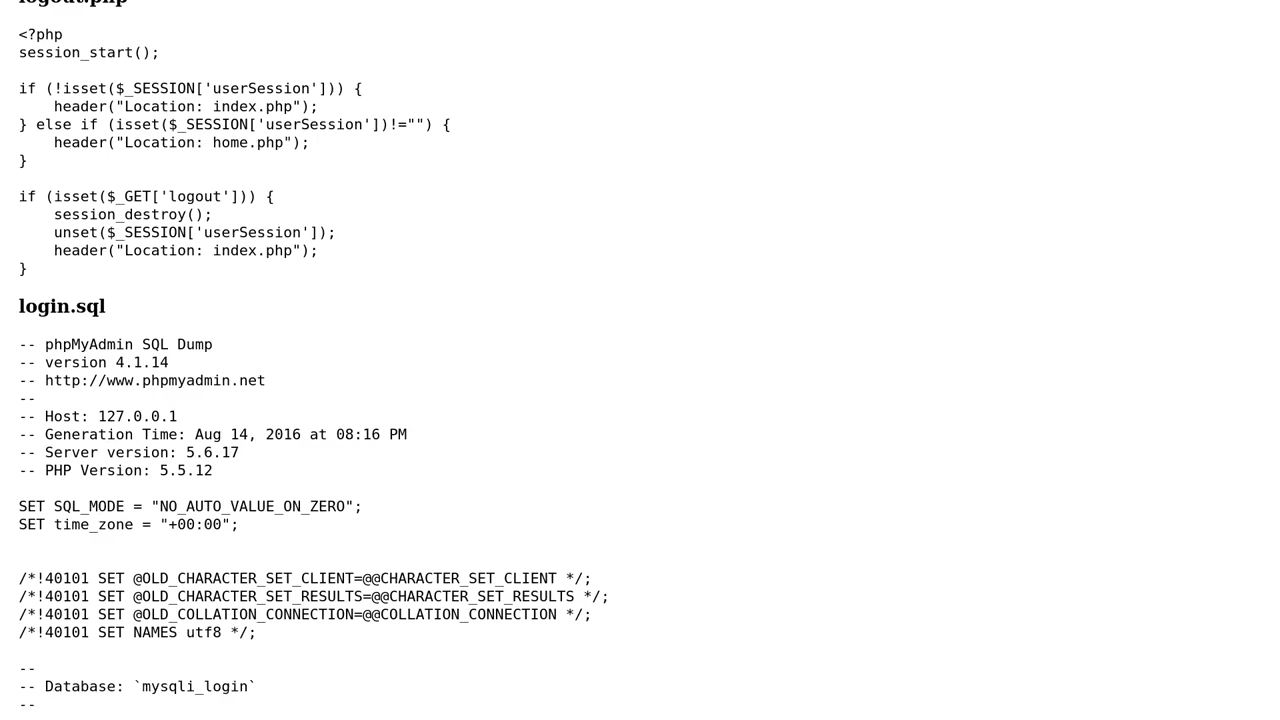 logout.php
<?php
session_start();
if (!isset($_SESSION['userSession'])) {
    header("Location: index.php");
} else if (isset($_SESSION['userSession'])!="") {
    header("Location: home.php");
}
if (isset($_GET['logout'])) {
    session_destroy();
    unset($_SESSION['userSession']);
    header("Location: index.php");
}
login.sql
-- phpMyAdmin SQL Dump
-- version 4.1.14
-- http://www.phpmyadmin.net
--
-- Host: 127.0.0.1
-- Generation Time: Aug 14, 2016 at 08:16 PM
-- Server version: 5.6.17
-- PHP Version: 5.5.12
SET SQL_MODE = "NO_AUTO_VALUE_ON_ZERO";
SET time_zone = "+00:00";
/*!40101 SET @OLD_CHARACTER_SET_CLIENT=@@CHARACTER_SET_CLIENT */;
/*!40101 SET @OLD_CHARACTER_SET_RESULTS=@@CHARACTER_SET_RESULTS */;
/*!40101 SET @OLD_COLLATION_CONNECTION=@@COLLATION_CONNECTION */;
/*!40101 SET NAMES utf8 */;
--
-- Database: `mysqli_login`
--